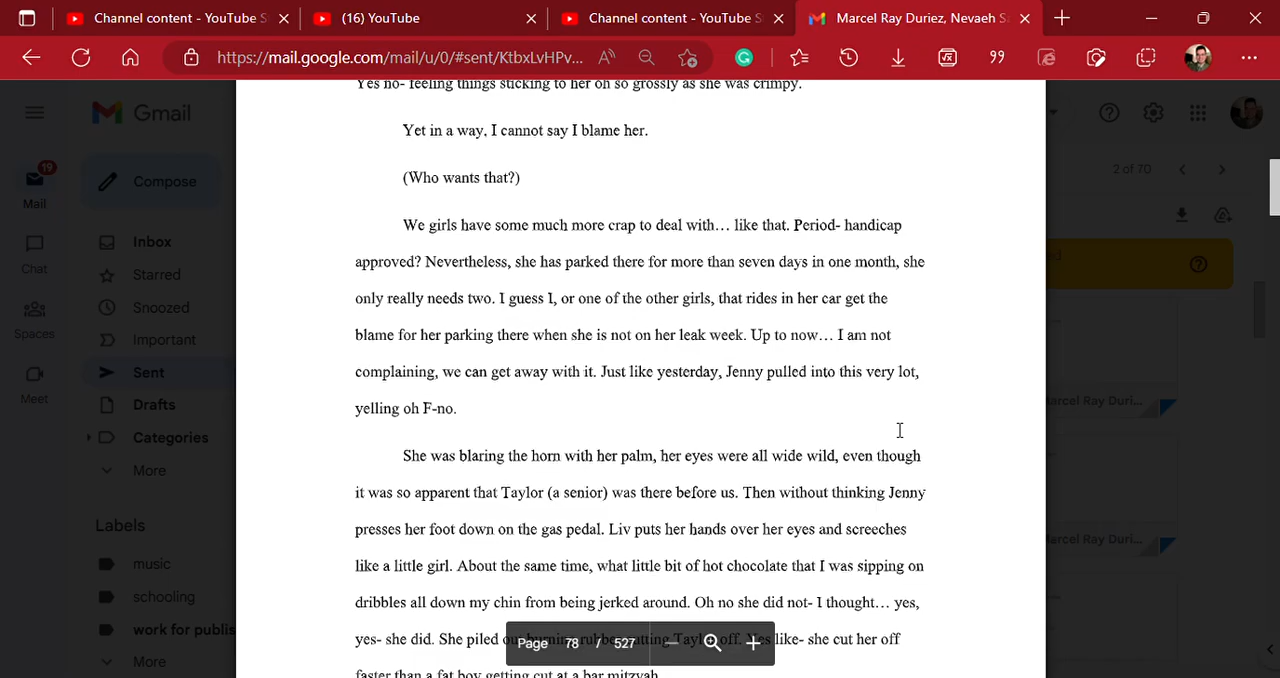 Channel content - YouTube S
(16) YouTube
Channel content - YouTube S
Marcel Ray Duriez, Nevaeh S
https://mail.google.com/mail/u/0/#sent/KtbxLvHPv...
Gmail
2 of 70
19
Mail
Chat
Spaces
Meet
Compose
Inbox
Starred
Snoozed
Important
Sent
Drafts
Categories
More
Labels
music
schooling
work for publis
More
Yes no- feeling things sticking to her oh so grossly as she was crimpy.
Yet in a way, I cannot say I blame her.
(Who wants that?)
We girls have some much more crap to deal with… like that. Period- handicap
approved? Nevertheless, she has parked there for more than seven days in one month, she
only really needs two. I guess I, or one of the other girls, that rides in her car get the
blame for her parking there when she is not on her leak week. Up to now… I am not
complaining, we can get away with it. Just like yesterday, Jenny pulled into this very lot,
yelling oh F-no.
She was blaring the horn with her palm, her eyes were all wide wild, even though
it was so apparent that Taylor (a senior) was there before us. Then without thinking Jenny
presses her foot down on the gas pedal. Liv puts her hands over her eyes and screeches
like a little girl. About the same time, what little bit of hot chocolate that I was sipping on
dribbles all down my chin from being jerked around. Oh no she did not- I thought… yes,
yes- she did. She piled out burning rubber cutting Taylor off. Yes like- she cut her off
faster than a fat boy getting cut at a bar mitzvah.
Page 78 / 527
Marcel Ray Duri...
Marcel Ray Duri...